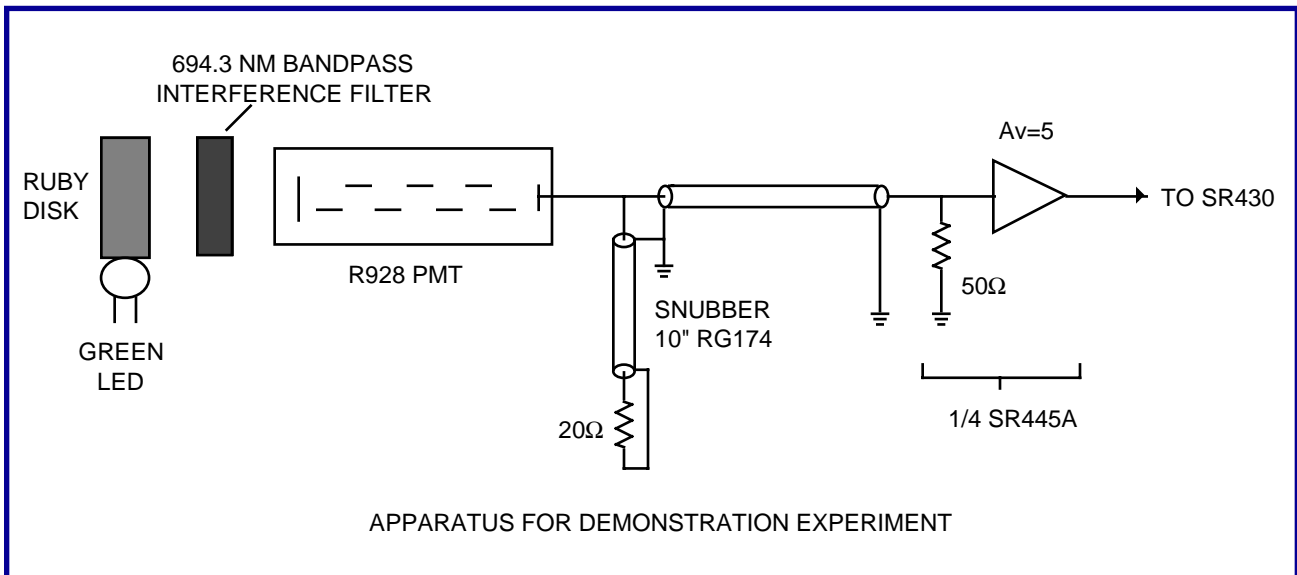 694.3 NM BANDPASS
INTERFERENCE FILTER
Av=5
RUBY
DISK
TO SR430
R928 PMT
50Ω
SNUBBER
10" RG174
GREEN
LED
1/4 SR445A
20Ω
APPARATUS FOR DEMONSTRATION EXPERIMENT